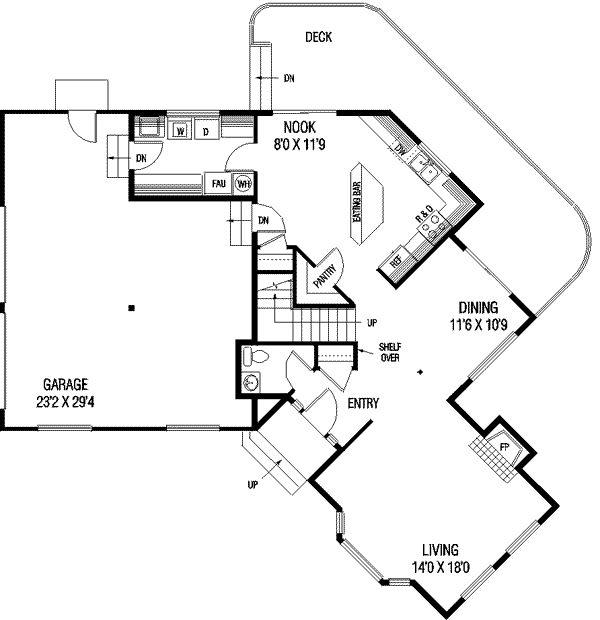 DECK
DN
NOOK
8'0 X 11'9
W
D
DW
DN
FAU
WH
EATING BAR
R & O
DN
REF
PANTRY
DINING
11'6 X 10'9
UP
SHELF
OVER
GARAGE
23'2 X 29'4
ENTRY
FP
UP
LIVING
14'0 X 18'0